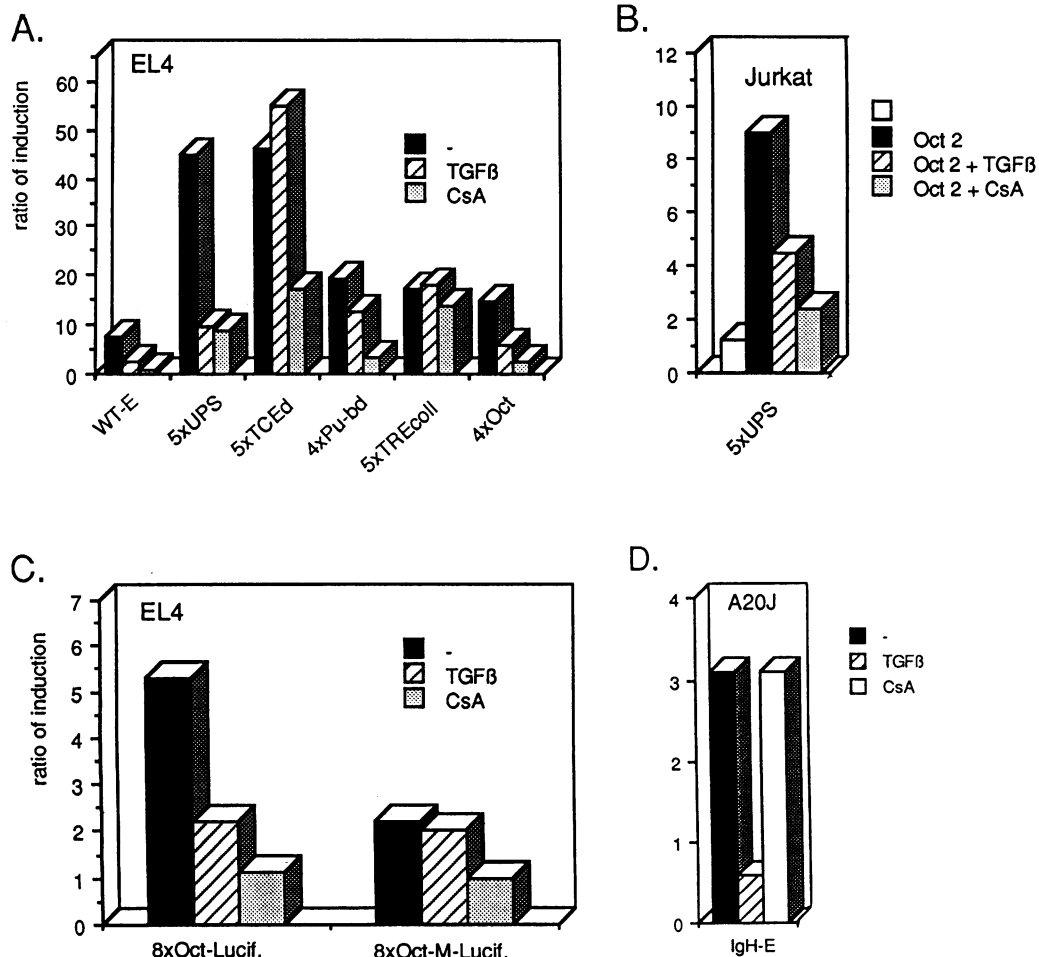 A.
EL4
ratio of induction
60
50
40
30
20
10
0
-
TGFß
CsA
WT-E
5xUPS
5xTCEd
4xPu-bd
5xTREcoll
4xOct
B.
Jurkat
12
10
8
6
4
2
0
Oct 2
Oct 2 + TGFß
Oct 2 + CsA
5xUPS
C.
EL4
ratio of induction
7
6
5
4
3
2
1
0
-
TGFß
CsA
8xOct-Lucif.
8xOct-M-Lucif.
D.
A20J
4
3
2
1
0
-
TGFß
CsA
IgH-E